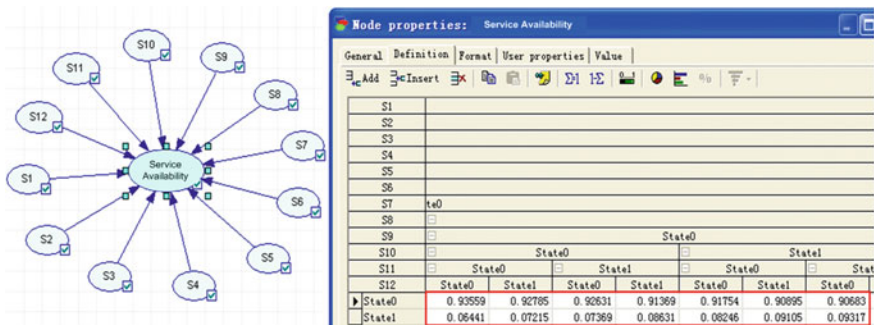 S10
S9
S11
S8
S12
S7
Service
Availability
S1
S6
S2
S5
S3
S4
Node properties: Service Availability
General Definition Format User properties Value
Add Insert Σ=1 1-Σ %
S1
S2
S3
S4
S5
S6
S7 te0
S8
S9 State0
S10 State0 State1
S11 State0 State1 State0 Stat
S12 State0 State1 State0 State1 State0 State1 State0
State0 0.93559 0.92785 0.92631 0.91369 0.91754 0.90895 0.90683
State1 0.06441 0.07215 0.07369 0.08631 0.08246 0.09105 0.09317